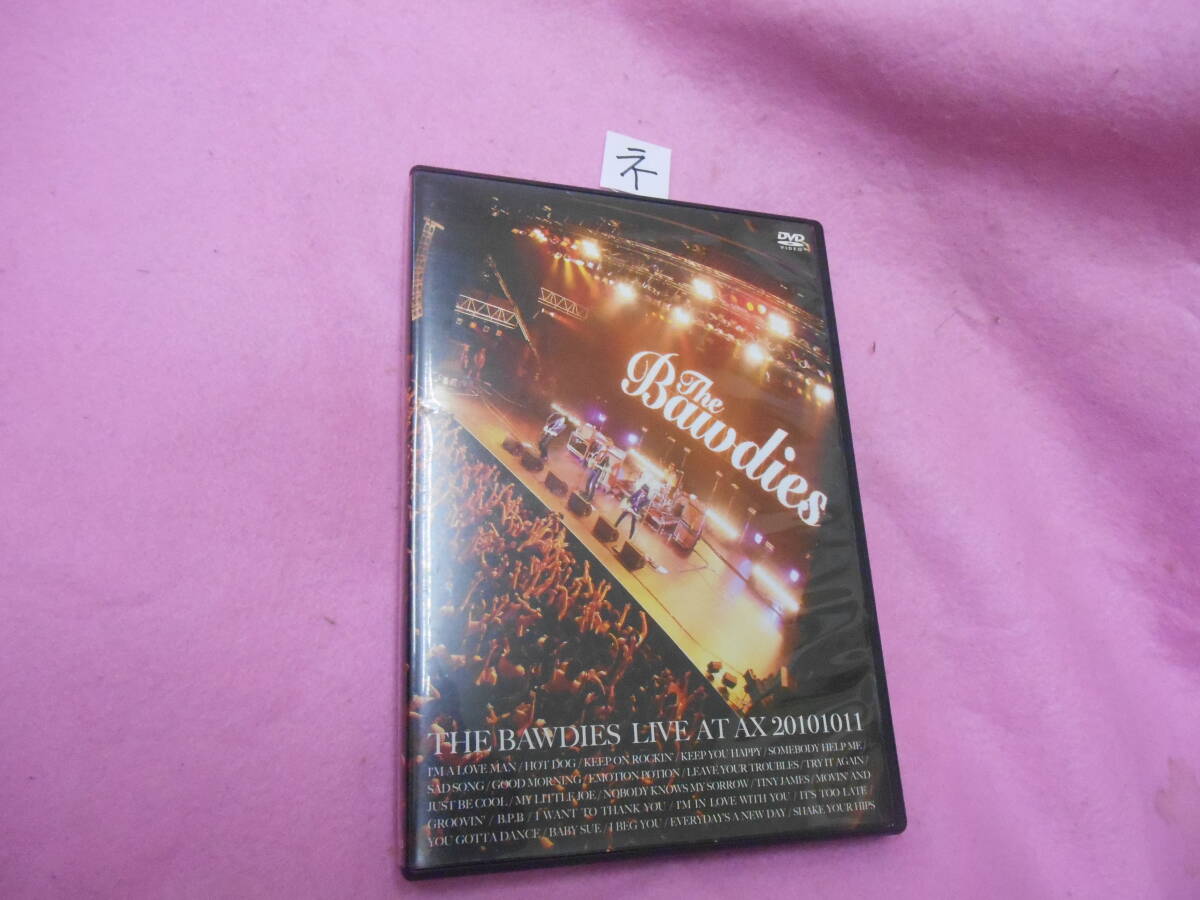 ネ
DVD
VIDEO
The
Bawdies
THE BAWDIES LIVE AT AX 20101011
I'M A LOVE MAN / HOT DOG / KEEP ON ROCKIN' / KEEP YOU HAPPY / SOMEBODY HELP ME /
SAD SONG / GOOD MORNING / EMOTION POTION / LEAVE YOUR TROUBLES / TRY IT AGAIN /
JUST BE COOL / MY LITTLE JOE / NOBODY KNOWS MY SORROW / TINY JAMES / MOVIN' AND
GROOVIN' / B.P.B / I WANT TO THANK YOU / I'M IN LOVE WITH YOU / IT'S TOO LATE /
YOU GOTTA DANCE / BABY SUE / I BEG YOU / EVERYDAY'S A NEW DAY / SHAKE YOUR HIPS